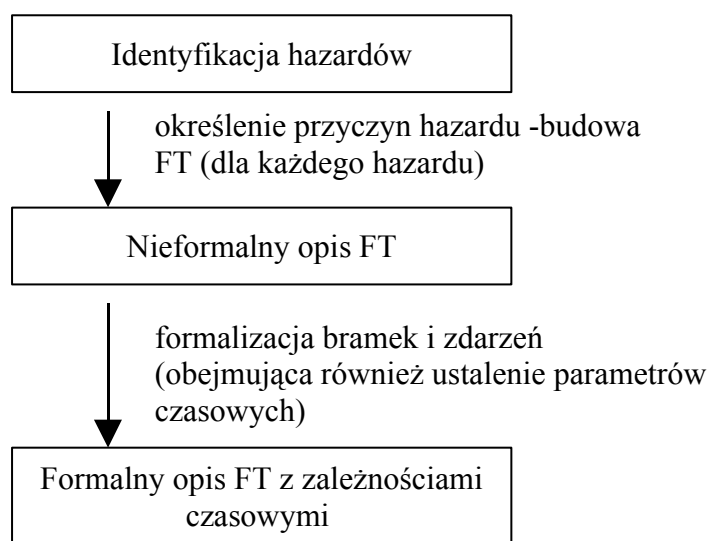 Identyfikacja hazardów
określenie przyczyn hazardu -budowa
FT (dla każdego hazardu)
Nieformalny opis FT
formalizacja bramek i zdarzeń
(obejmująca również ustalenie parametrów
czasowych)
Formalny opis FT z zależnościami
czasowymi